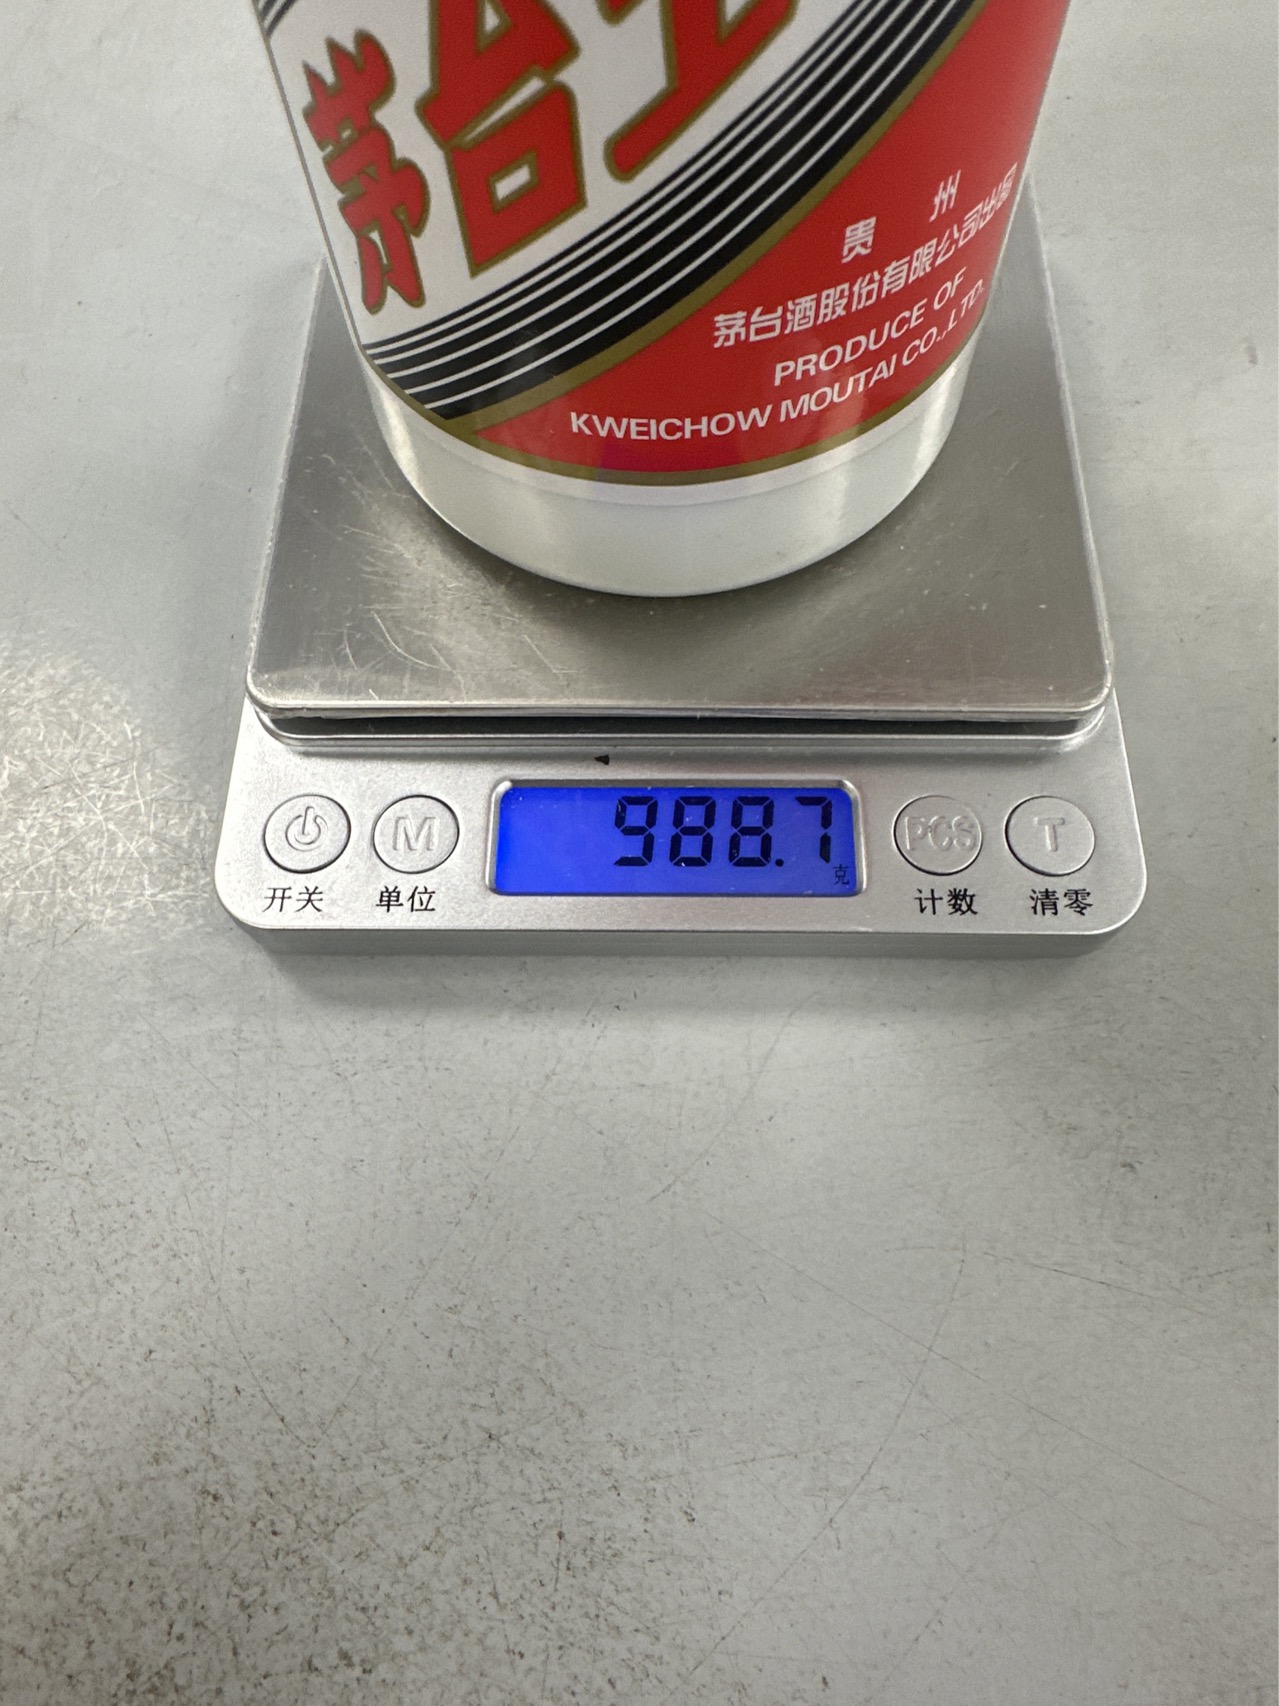 茅台
贵 州
茅台酒股份有限公司出品
PRODUCE OF
KWEICHOW MOUTAI CO.,LTD.
988.7
克
M
PCS
T
开关
单位
计数
清零